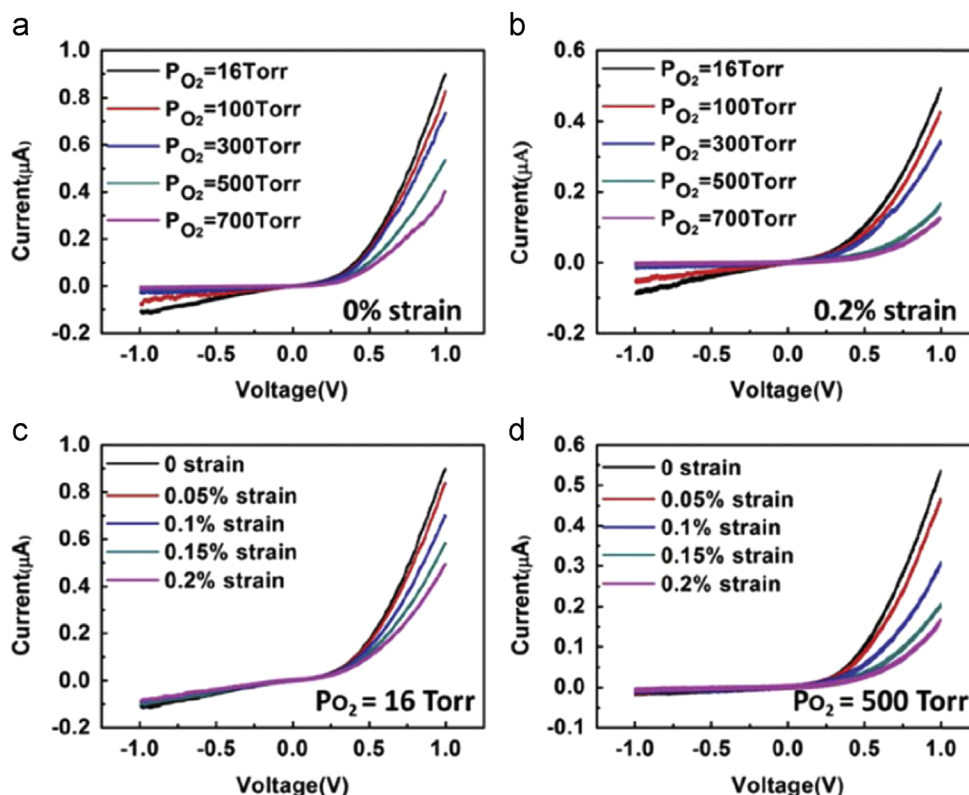 a
1.0
0.8
0.6
0.4
0.2
0.0
-0.2
Current(μA)
P O2=16Torr
P O2=100Torr
P O2=300Torr
P O2=500Torr
P O2=700Torr
0% strain
-1.0 -0.5 0.0 0.5 1.0
Voltage(V)
b
0.6
0.4
0.2
0.0
-0.2
Current(μA)
P O2=16Torr
P O2=100Torr
P O2=300Torr
P O2=500Torr
P O2=700Torr
0.2% strain
-1.0 -0.5 0.0 0.5 1.0
Voltage(V)
c
1.0
0.8
0.6
0.4
0.2
0.0
-0.2
Current(μA)
0 strain
0.05% strain
0.1% strain
0.15% strain
0.2% strain
PO2 = 16 Torr
-1.0 -0.5 0.0 0.5 1.0
Voltage(V)
d
0.6
0.5
0.4
0.3
0.2
0.1
0.0
-0.1
Current(μA)
0 strain
0.05% strain
0.1% strain
0.15% strain
0.2% strain
PO2 = 500 Torr
-1.0 -0.5 0.0 0.5 1.0
Voltage(V)